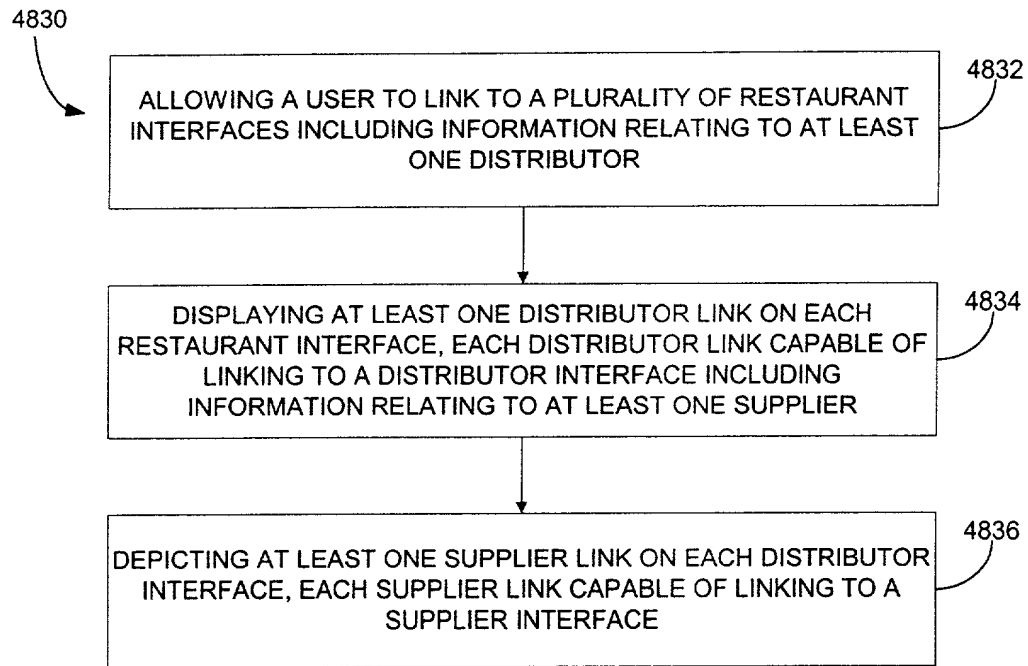 4830
4832
ALLOWING A USER TO LINK TO A PLURALITY OF RESTAURANT
INTERFACES INCLUDING INFORMATION RELATING TO AT LEAST
ONE DISTRIBUTOR
4834
DISPLAYING AT LEAST ONE DISTRIBUTOR LINK ON EACH
RESTAURANT INTERFACE, EACH DISTRIBUTOR LINK CAPABLE OF
LINKING TO A DISTRIBUTOR INTERFACE INCLUDING
INFORMATION RELATING TO AT LEAST ONE SUPPLIER
4836
DEPICTING AT LEAST ONE SUPPLIER LINK ON EACH DISTRIBUTOR
INTERFACE, EACH SUPPLIER LINK CAPABLE OF LINKING TO A
SUPPLIER INTERFACE